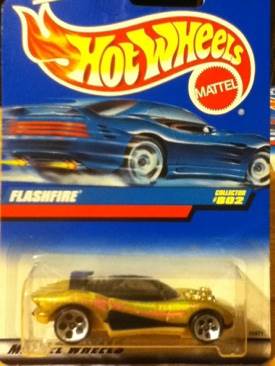 Hot Wheels
MATTEL
®
FLASHFIRE
COLLECTOR
#802